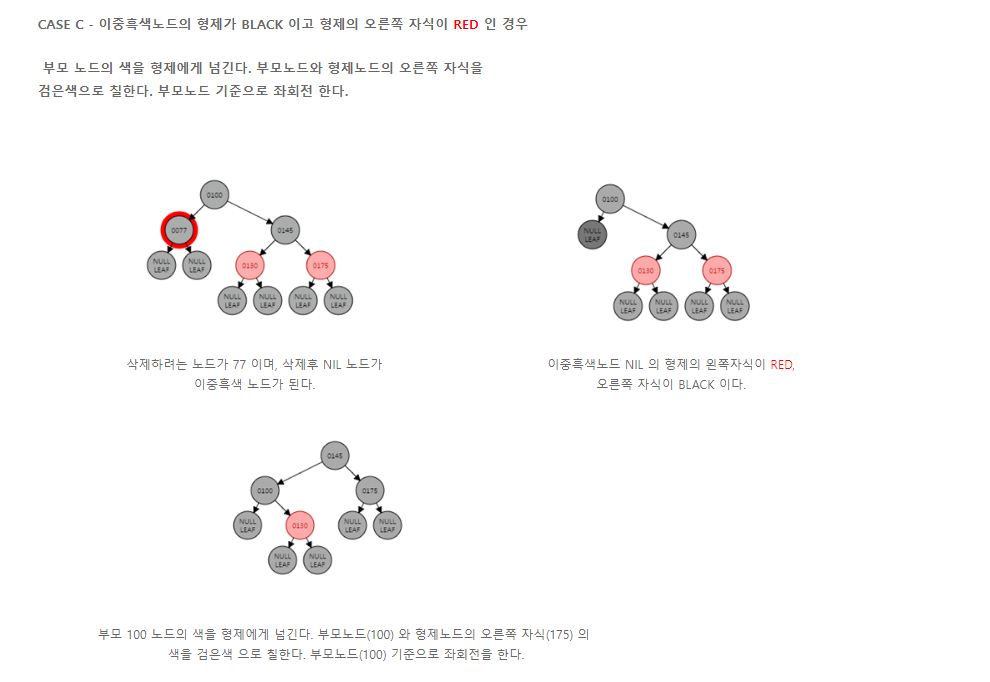 CASE C - 이중흑색노드의 형제가 BLACK 이고 형제의 오른쪽 자식이 RED 인 경우
부모 노드의 색을 형제에게 넘긴다. 부모노드와 형제노드의 오른쪽 자식을
검은색으로 칠한다. 부모노드 기준으로 좌회전 한다.
0100
0077
0145
NULL
LEAF
NULL
LEAF
0130
0175
NULL
LEAF
NULL
LEAF
NULL
LEAF
NULL
LEAF
0100
NULL
LEAF
0145
0130
0175
NULL
LEAF
NULL
LEAF
NULL
LEAF
NULL
LEAF
삭제하려는 노드가 77 이며, 삭제후 NIL 노드가
이중흑색 노드가 된다.
이중흑색노드 NIL 의 형제의 왼쪽자식이 RED,
오른쪽 자식이 BLACK 이다.
0145
0100
0175
NULL
LEAF
0130
NULL
LEAF
NULL
LEAF
NULL
LEAF
NULL
LEAF
부모 100 노드의 색을 형제에게 넘긴다. 부모노드(100) 와 형제노드의 오른쪽 자식(175) 의
색을 검은색 으로 칠한다. 부모노드(100) 기준으로 좌회전을 한다.